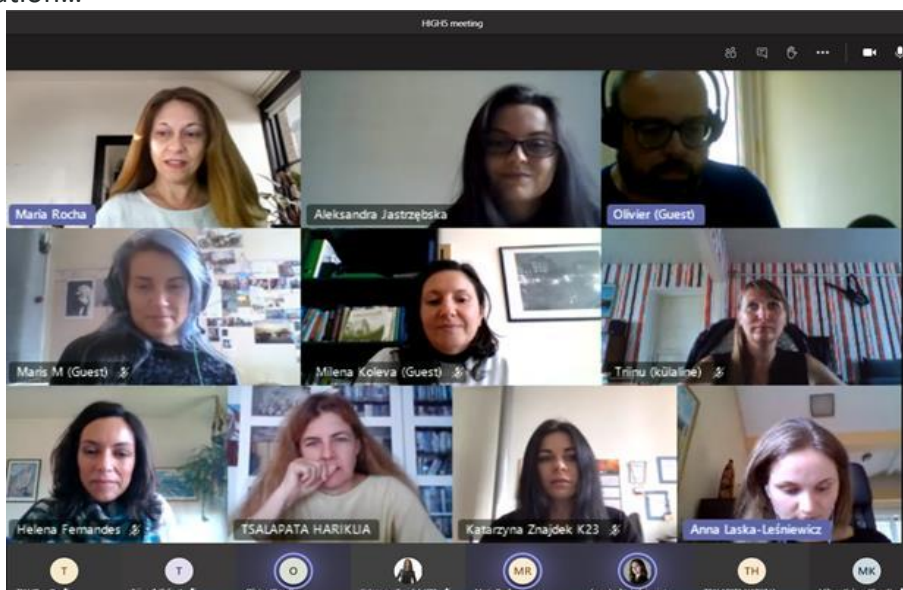 HIGH5 meeting
Maria Rocha
Aleksandra Jastrzębska
Olivier (Guest)
Maris M (Guest)
Milena Koleva (Guest)
Triinu (külaline)
Helena Fernandes
TSALAPATA HARIKLIA
Katarzyna Znajdek K23
Anna Laska-Leśniewicz
T
T
O
MR
TH
MK